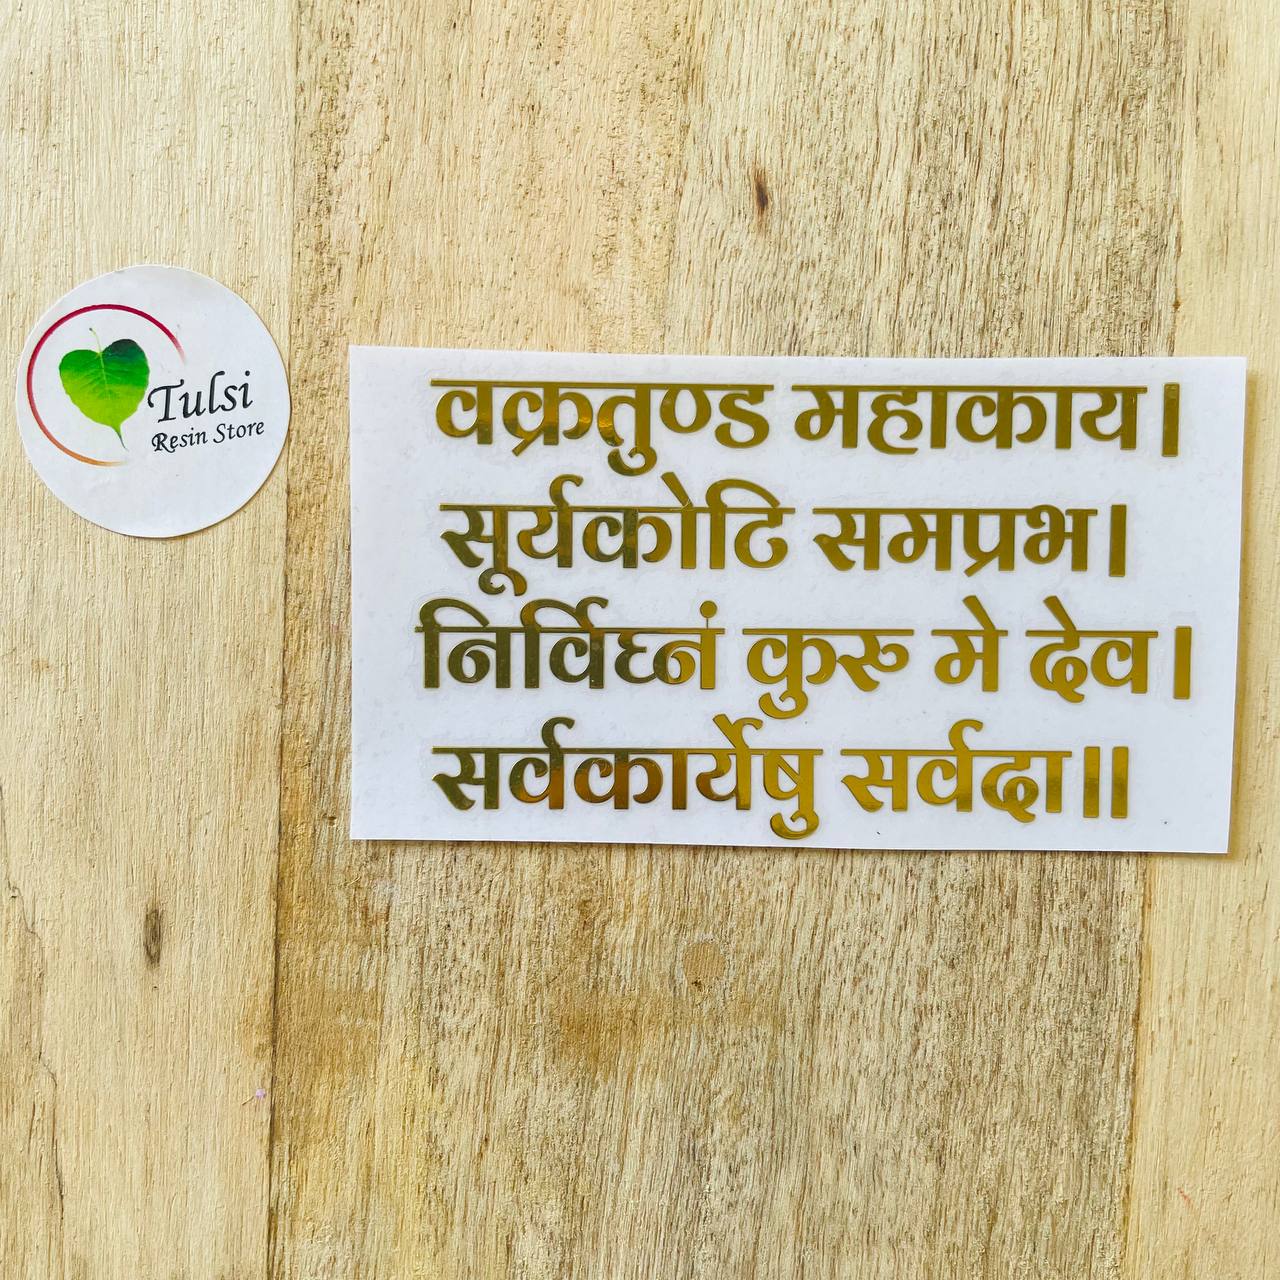 Tulsi
Resin Store
वक्रतुण्ड महाकाय।
सूर्यकोटि समप्रभ।
निर्विघ्नं कुरु मे देव।
सर्वकार्येषु सर्वदा॥